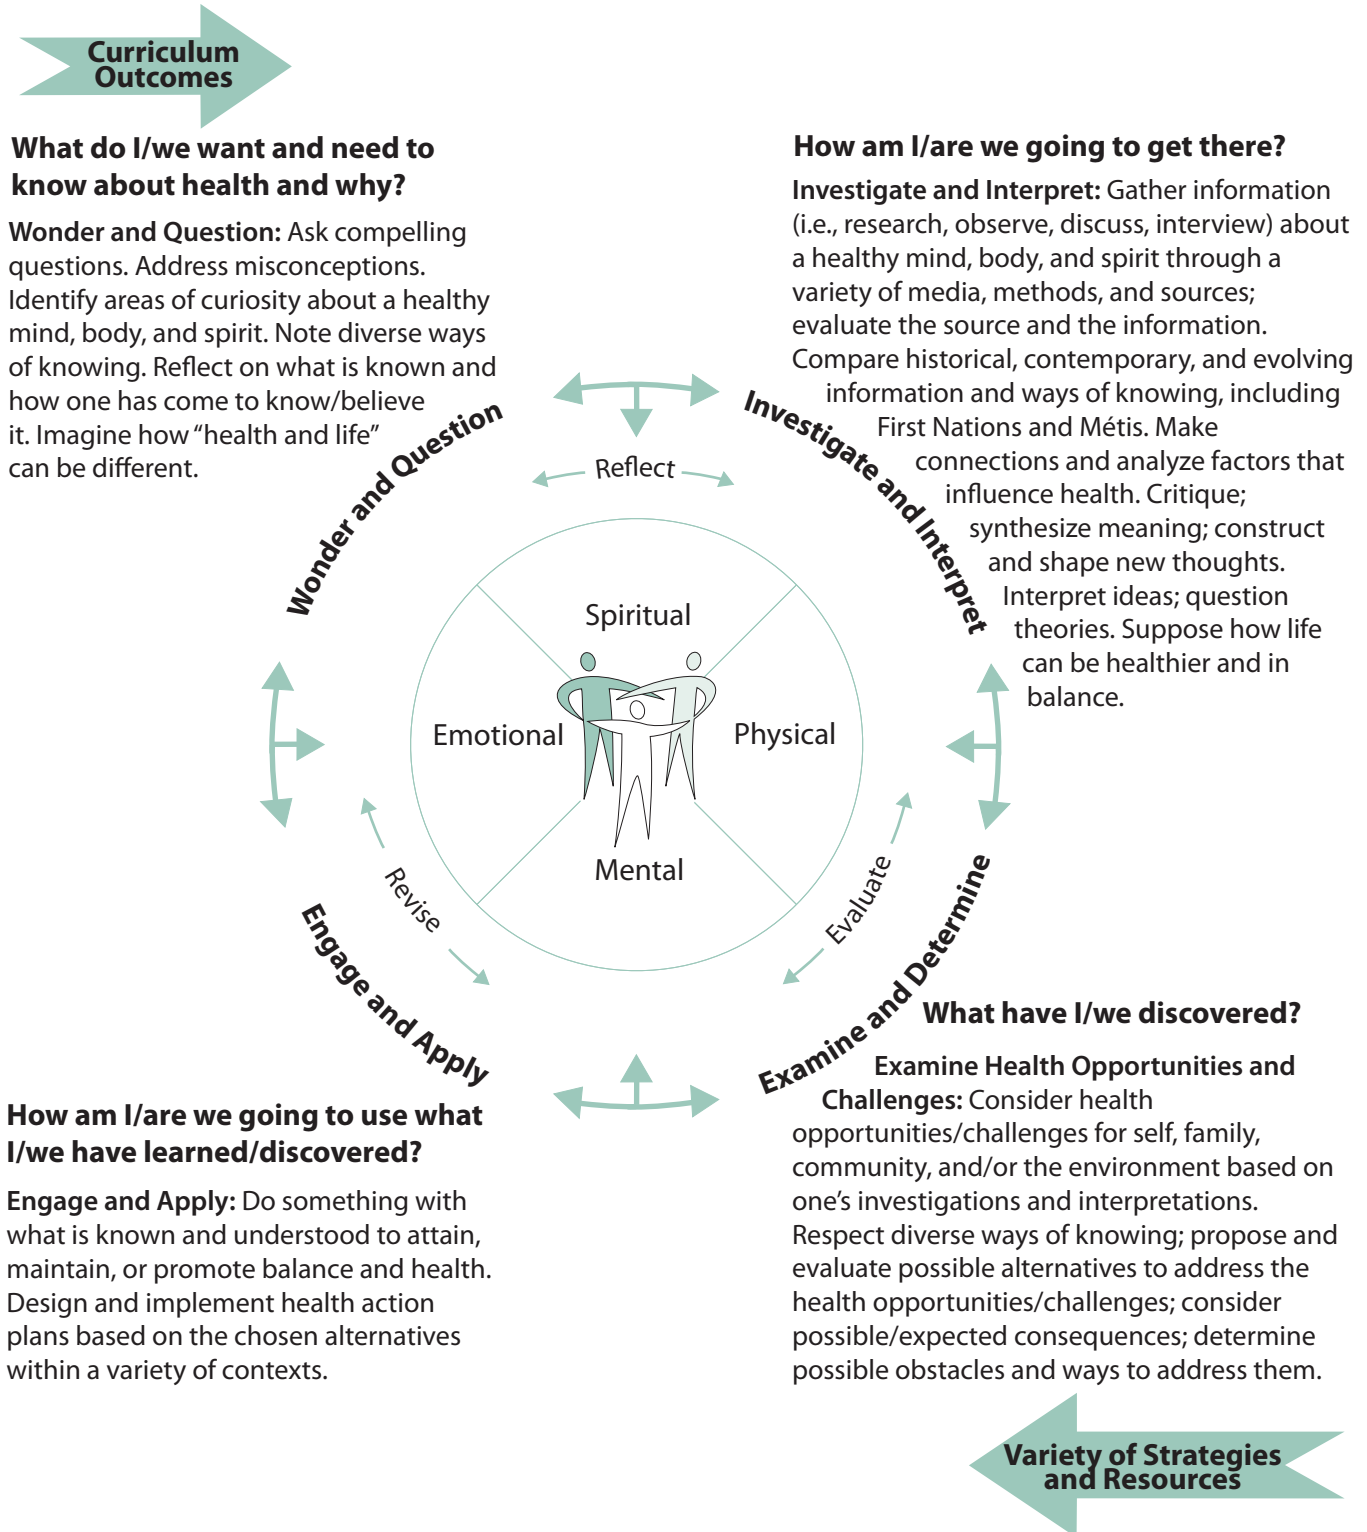 Curriculum
Outcomes
What do I/we want and need to
know about health and why?
Wonder and Question: Ask compelling
questions. Address misconceptions.
Identify areas of curiosity about a healthy
mind, body, and spirit. Note diverse ways
of knowing. Reflect on what is known and
how one has come to know/believe
it. Imagine how “health and life”
can be different.
How am I/are we going to get there?
Investigate and Interpret: Gather information
(i.e., research, observe, discuss, interview) about
a healthy mind, body, and spirit through a
variety of media, methods, and sources;
evaluate the source and the information.
Compare historical, contemporary, and evolving
information and ways of knowing, including
First Nations and Métis. Make
connections and analyze factors that
influence health. Critique;
synthesize meaning; construct
and shape new thoughts.
Interpret ideas; question
theories. Suppose how life
can be healthier and in
balance.
Wonder and Question
Investigate and Interpret
Reflect
Spiritual
Emotional
Physical
Mental
Revise
Evaluate
Engage and Apply
Examine and Determine
What have I/we discovered?
Examine Health Opportunities and
Challenges: Consider health
opportunities/challenges for self, family,
community, and/or the environment based on
one’s investigations and interpretations.
Respect diverse ways of knowing; propose and
evaluate possible alternatives to address the
health opportunities/challenges; consider
possible/expected consequences; determine
possible obstacles and ways to address them.
How am I/are we going to use what
I/we have learned/discovered?
Engage and Apply: Do something with
what is known and understood to attain,
maintain, or promote balance and health.
Design and implement health action
plans based on the chosen alternatives
within a variety of contexts.
Variety of Strategies
and Resources